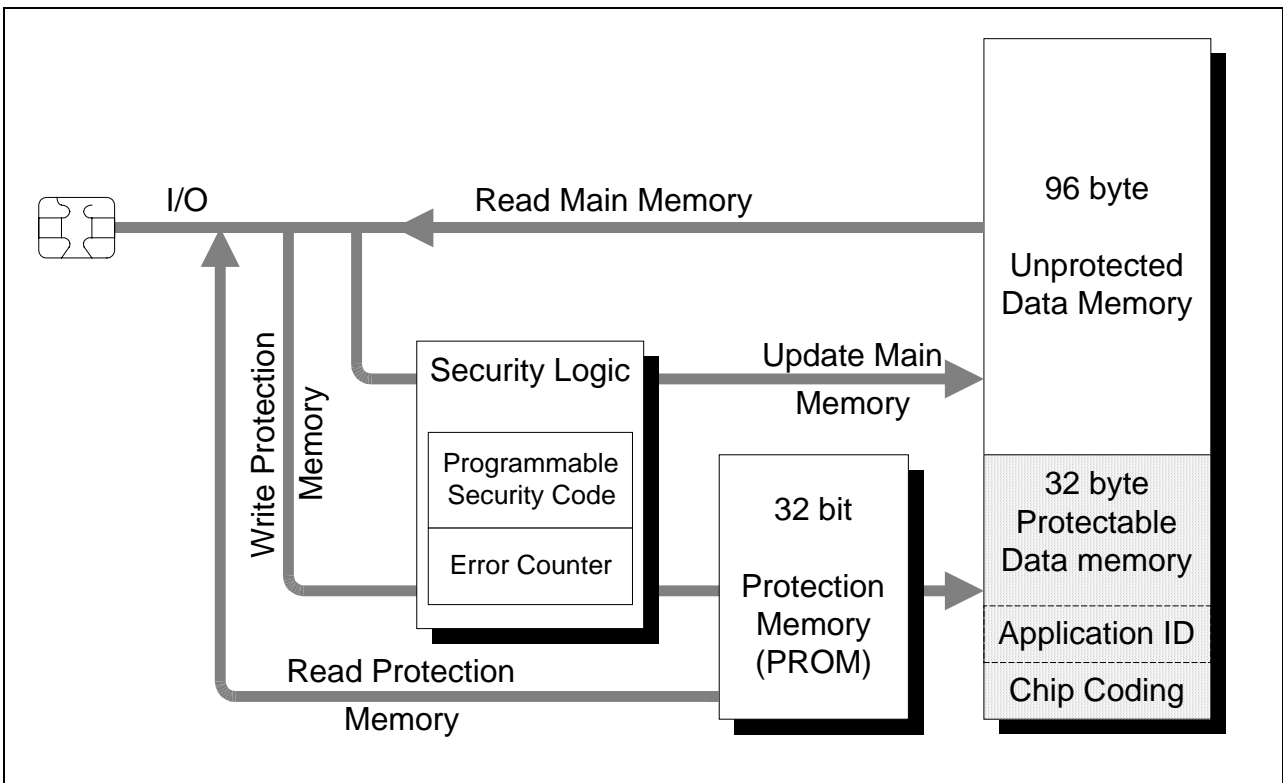 I/O
Read Main Memory
96 byte
Unprotected
Data Memory
Write Protection
Memory
Security Logic
Programmable
Security Code
Error Counter
Update Main
Memory
32 bit
Protection
Memory
(PROM)
32 byte
Protectable
Data memory
Application ID
Chip Coding
Read Protection
Memory